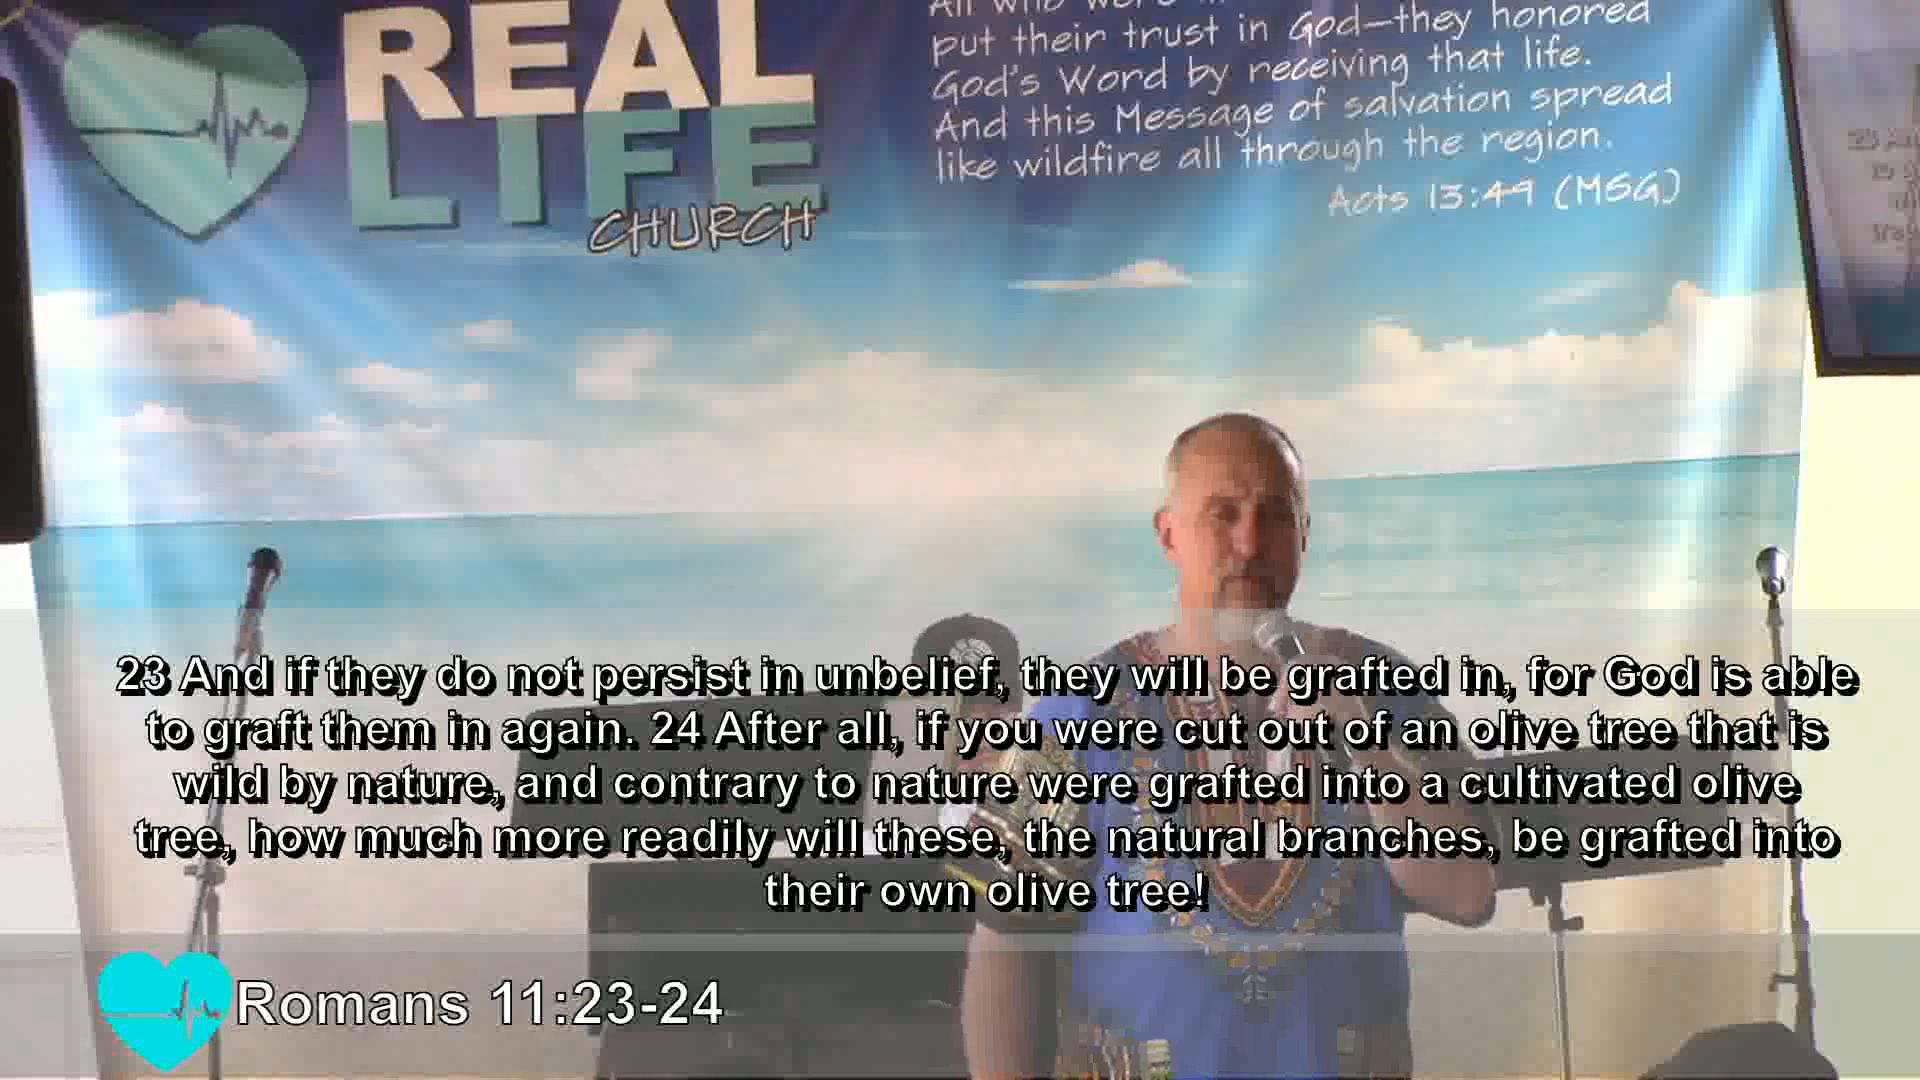 REAL
LIFE
CHURCH
put their trust in God—they honored
God's Word by receiving that life.
And this Message of salvation spread
like wildfire all through the region.
Acts 13:49 (MSG)
23 And if they do not persist in unbelief, they will be grafted in, for God is able
to graft them in again. 24 After all, if you were cut out of an olive tree that is
wild by nature, and contrary to nature were grafted into a cultivated olive
tree, how much more readily will these, the natural branches, be grafted into
their own olive tree!
Romans 11:23-24